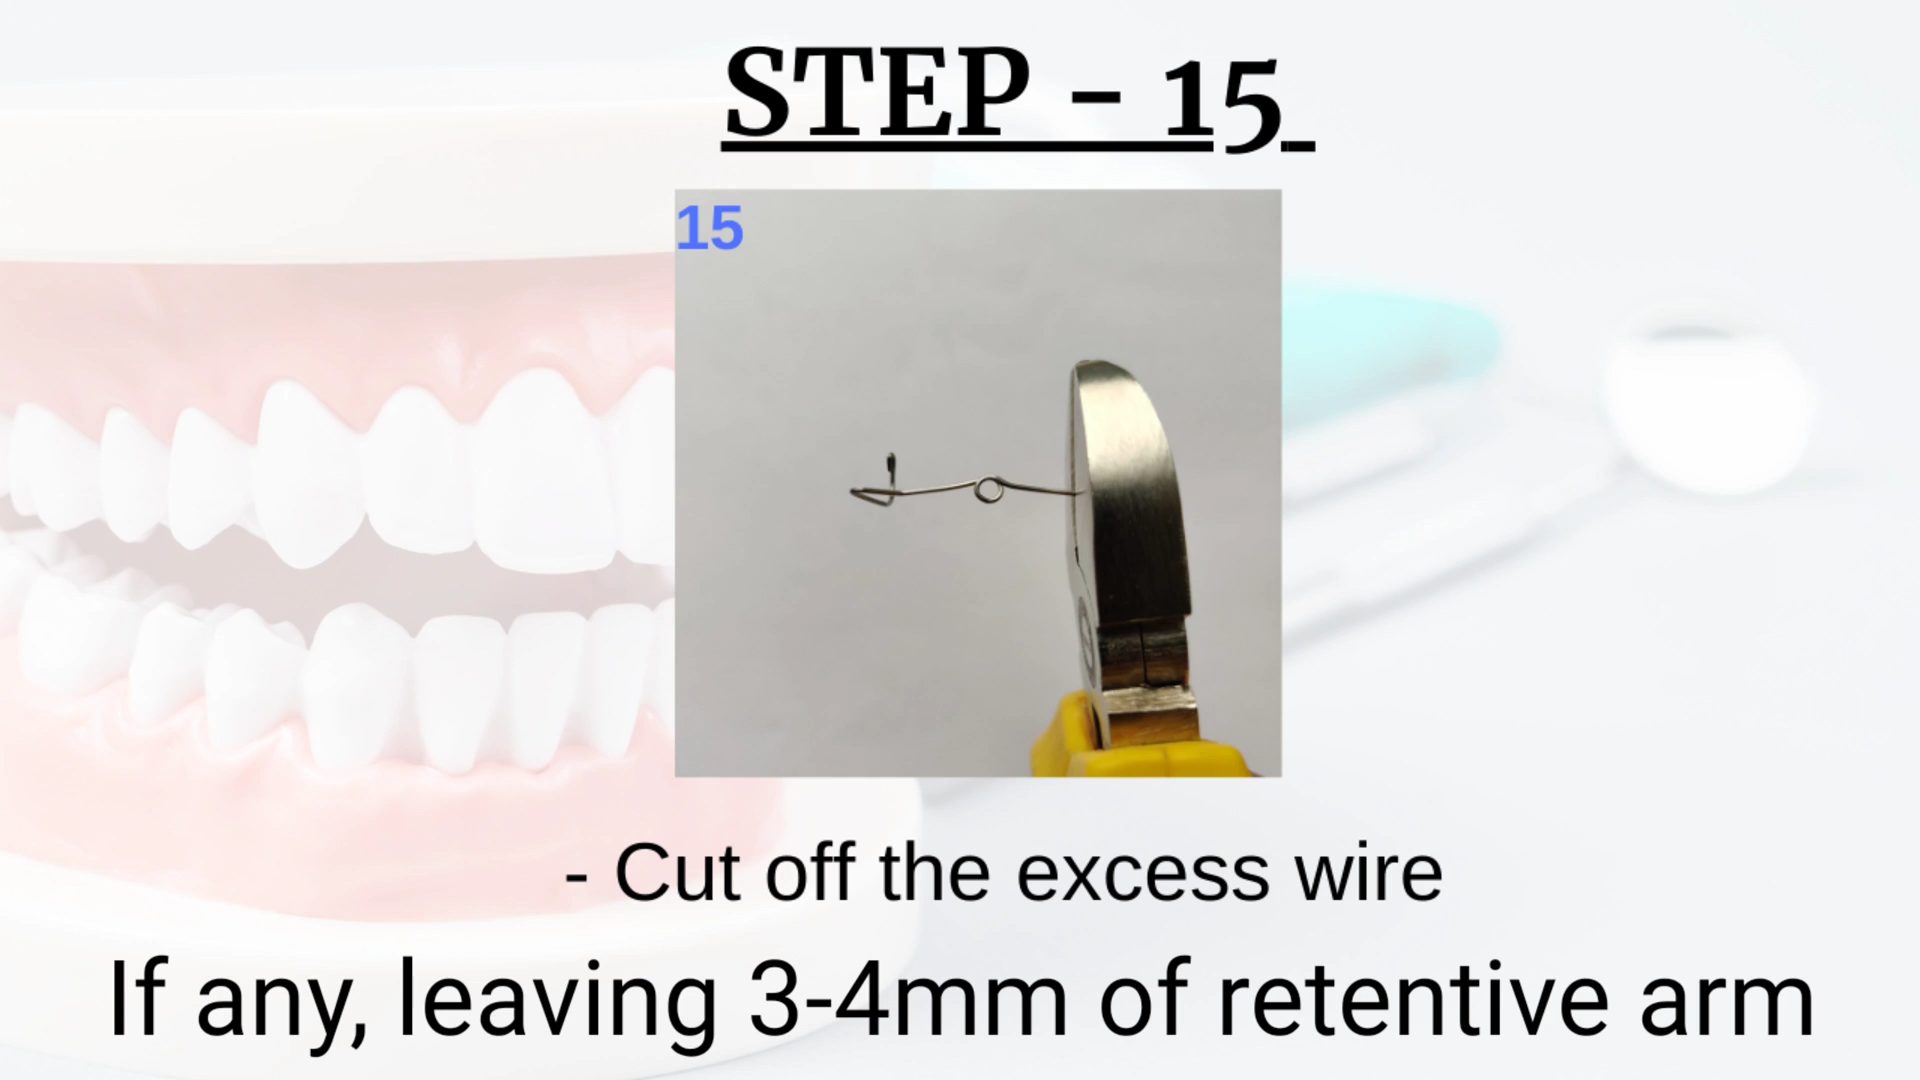 STEP - 15
15
- Cut off the excess wire
If any, leaving 3-4mm of retentive arm